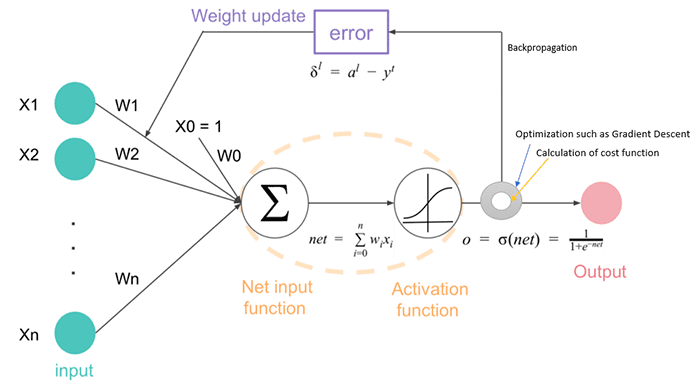 Weight update
error
Backpropagation
δˡ = aˡ − yᵗ
X1
W1
X0 = 1
X2
W2
W0
Optimization such as Gradient Descent
Calculation of cost function
Σ
net = Σⁿᵢ₌₀ wᵢxᵢ
o = σ(net) = 1/(1+e⁻ⁿᵉᵗ)
Wn
Net input
function
Activation
function
Output
Xn
input